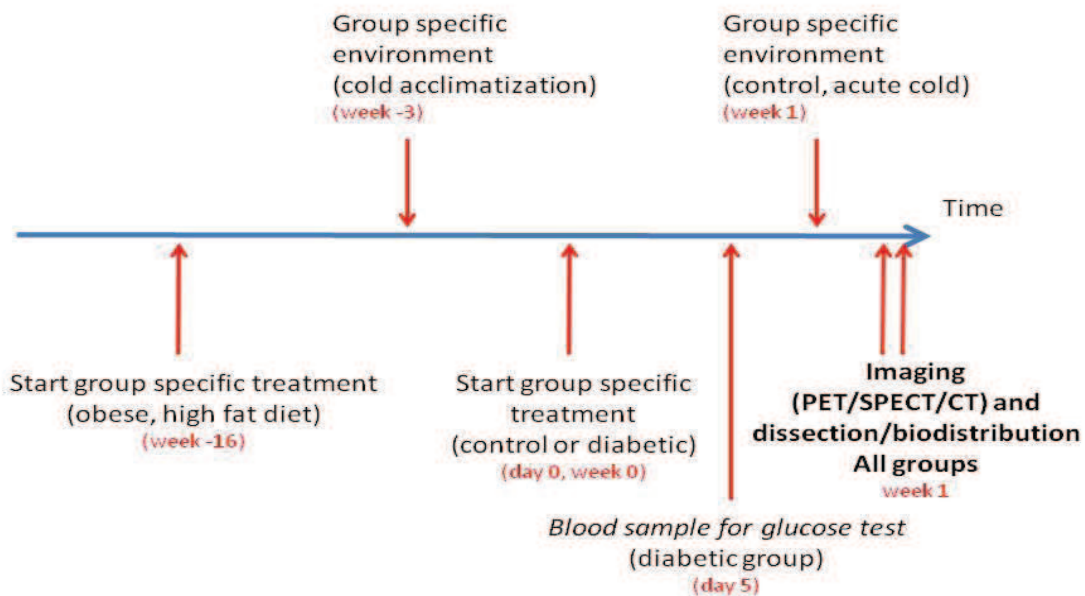 Group specific
environment
(cold acclimatization)
(week -3)
Group specific
environment
(control, acute cold)
(week 1)
Time
Start group specific treatment
(obese, high fat diet)
(week -16)
Start group specific
treatment
(control or diabetic)
(day 0, week 0)
Blood sample for glucose test
(diabetic group)
(day 5)
Imaging
(PET/SPECT/CT) and
dissection/biodistribution
All groups
week 1